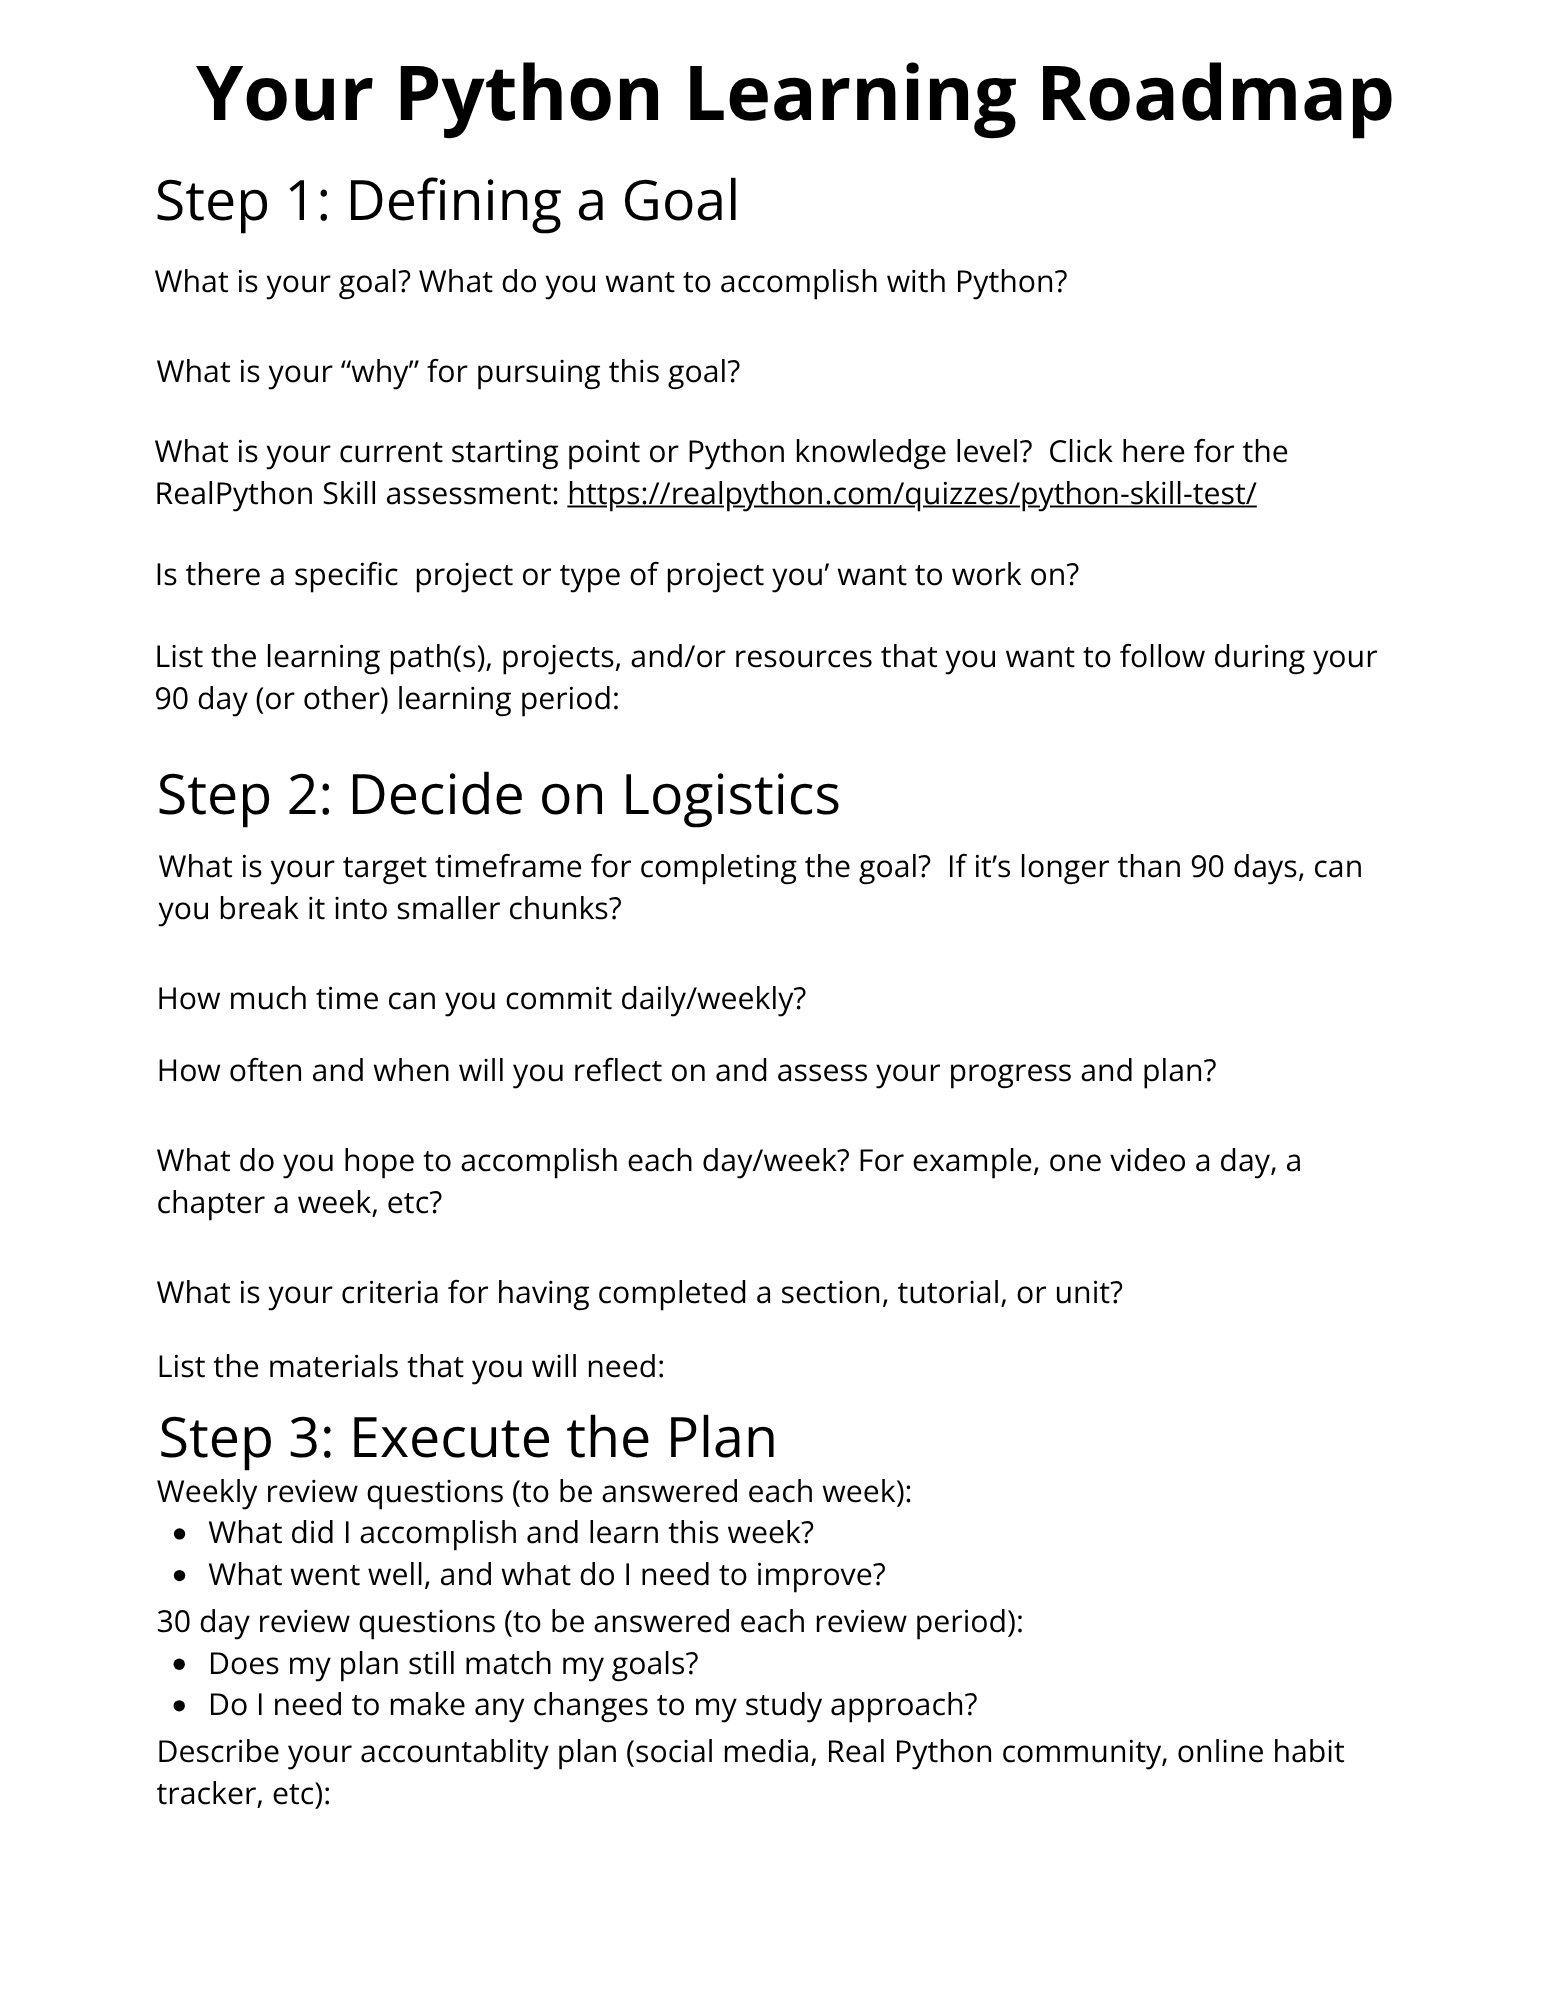 Your Python Learning Roadmap
Step 1: Defining a Goal
What is your goal? What do you want to accomplish with Python?
What is your “why” for pursuing this goal?
What is your current starting point or Python knowledge level?  Click here for the
RealPython Skill assessment: https://realpython.com/quizzes/python-skill-test/
Is there a specific  project or type of project you’ want to work on?
List the learning path(s), projects, and/or resources that you want to follow during your
90 day (or other) learning period:
Step 2: Decide on Logistics
What is your target timeframe for completing the goal?  If it’s longer than 90 days, can
you break it into smaller chunks?
How much time can you commit daily/weekly?
How often and when will you reflect on and assess your progress and plan?
What do you hope to accomplish each day/week? For example, one video a day, a
chapter a week, etc?
What is your criteria for having completed a section, tutorial, or unit?
List the materials that you will need:
Step 3: Execute the Plan
Weekly review questions (to be answered each week):
• What did I accomplish and learn this week?
• What went well, and what do I need to improve?
30 day review questions (to be answered each review period):
• Does my plan still match my goals?
• Do I need to make any changes to my study approach?
Describe your accountablity plan (social media, Real Python community, online habit
tracker, etc):